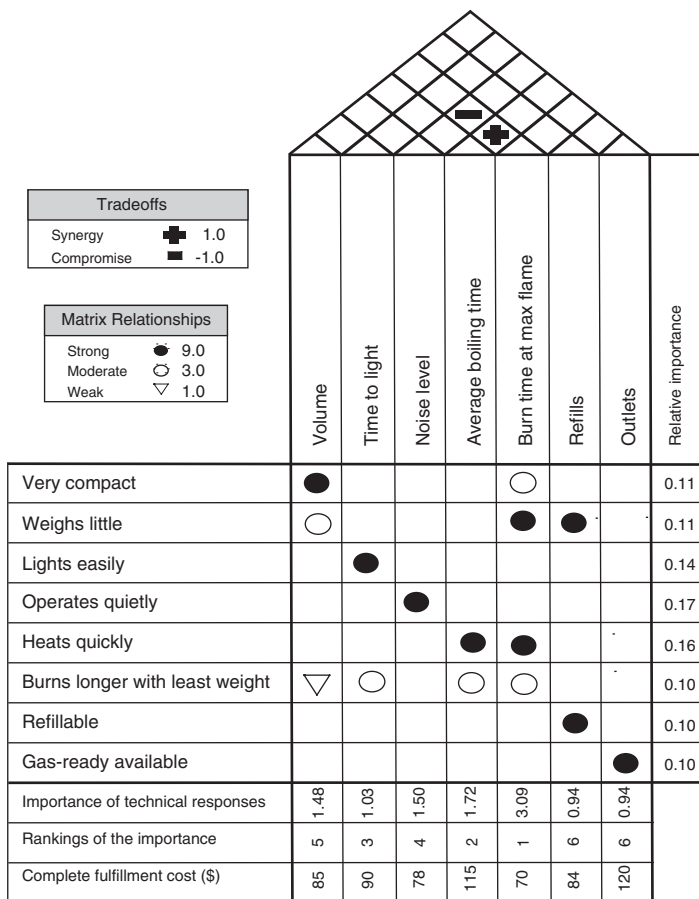 Tradeoffs
Synergy 1.0
Compromise -1.0
Matrix Relationships
Strong 9.0
Moderate 3.0
Weak 1.0
Volume
Time to light
Noise level
Average boiling time
Burn time at max flame
Refills
Outlets
Relative importance
Very compact 0.11
Weighs little 0.11
Lights easily 0.14
Operates quietly 0.17
Heats quickly 0.16
Burns longer with least weight 0.10
Refillable 0.10
Gas-ready available 0.10
Importance of technical responses 1.48 1.03 1.50 1.72 3.09 0.94 0.94
Rankings of the importance 5 3 4 2 1 6 6
Complete fulfillment cost ($) 85 90 78 115 70 84 120